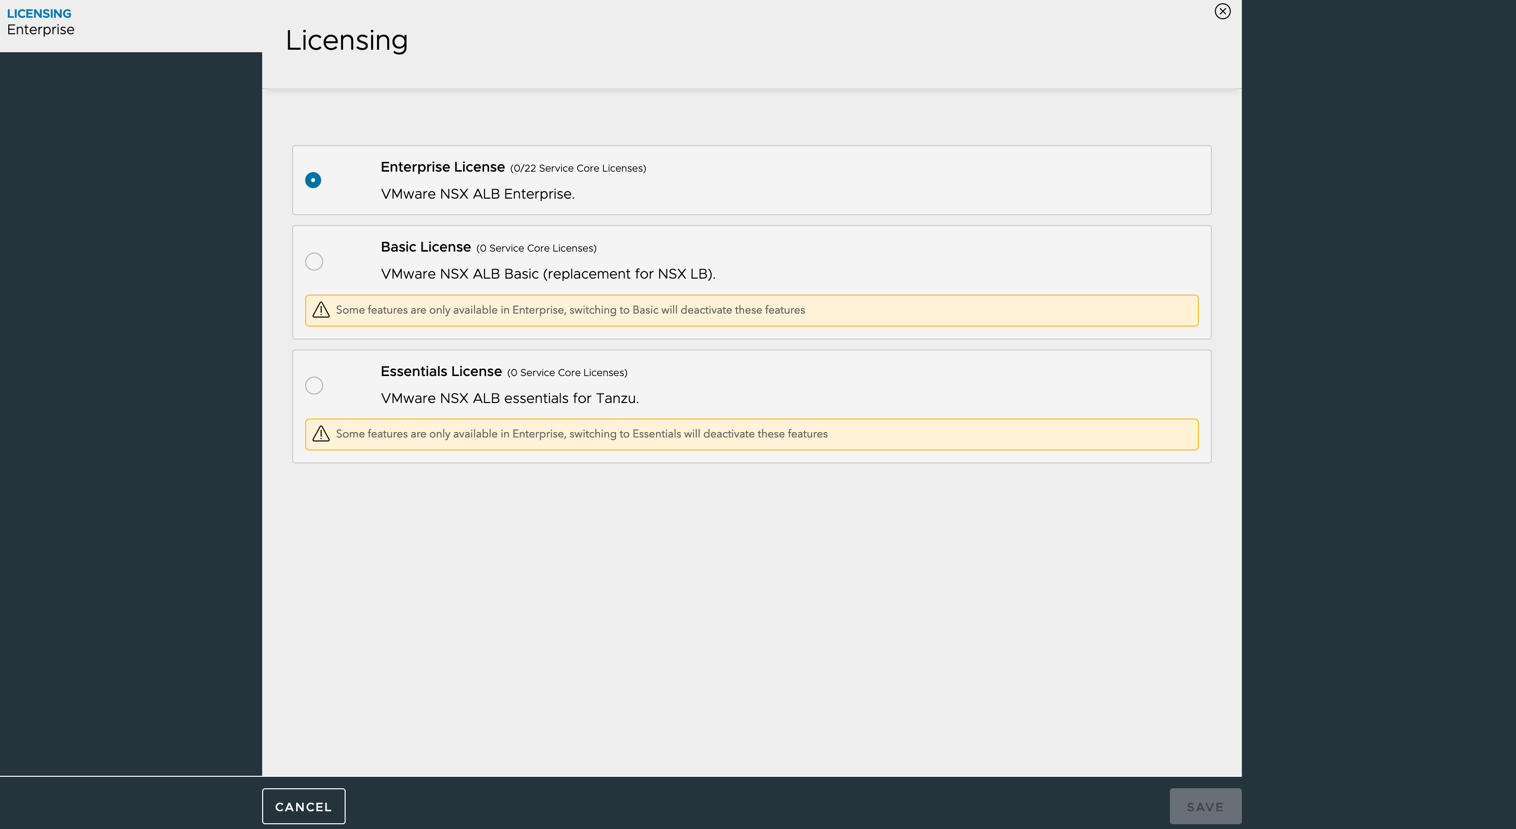 LICENSING
Enterprise
Licensing
Enterprise License (0/22 Service Core Licenses)
VMware NSX ALB Enterprise.
Basic License (0 Service Core Licenses)
VMware NSX ALB Basic (replacement for NSX LB).
Some features are only available in Enterprise, switching to Basic will deactivate these features
Essentials License (0 Service Core Licenses)
VMware NSX ALB essentials for Tanzu.
Some features are only available in Enterprise, switching to Essentials will deactivate these features
CANCEL
SAVE